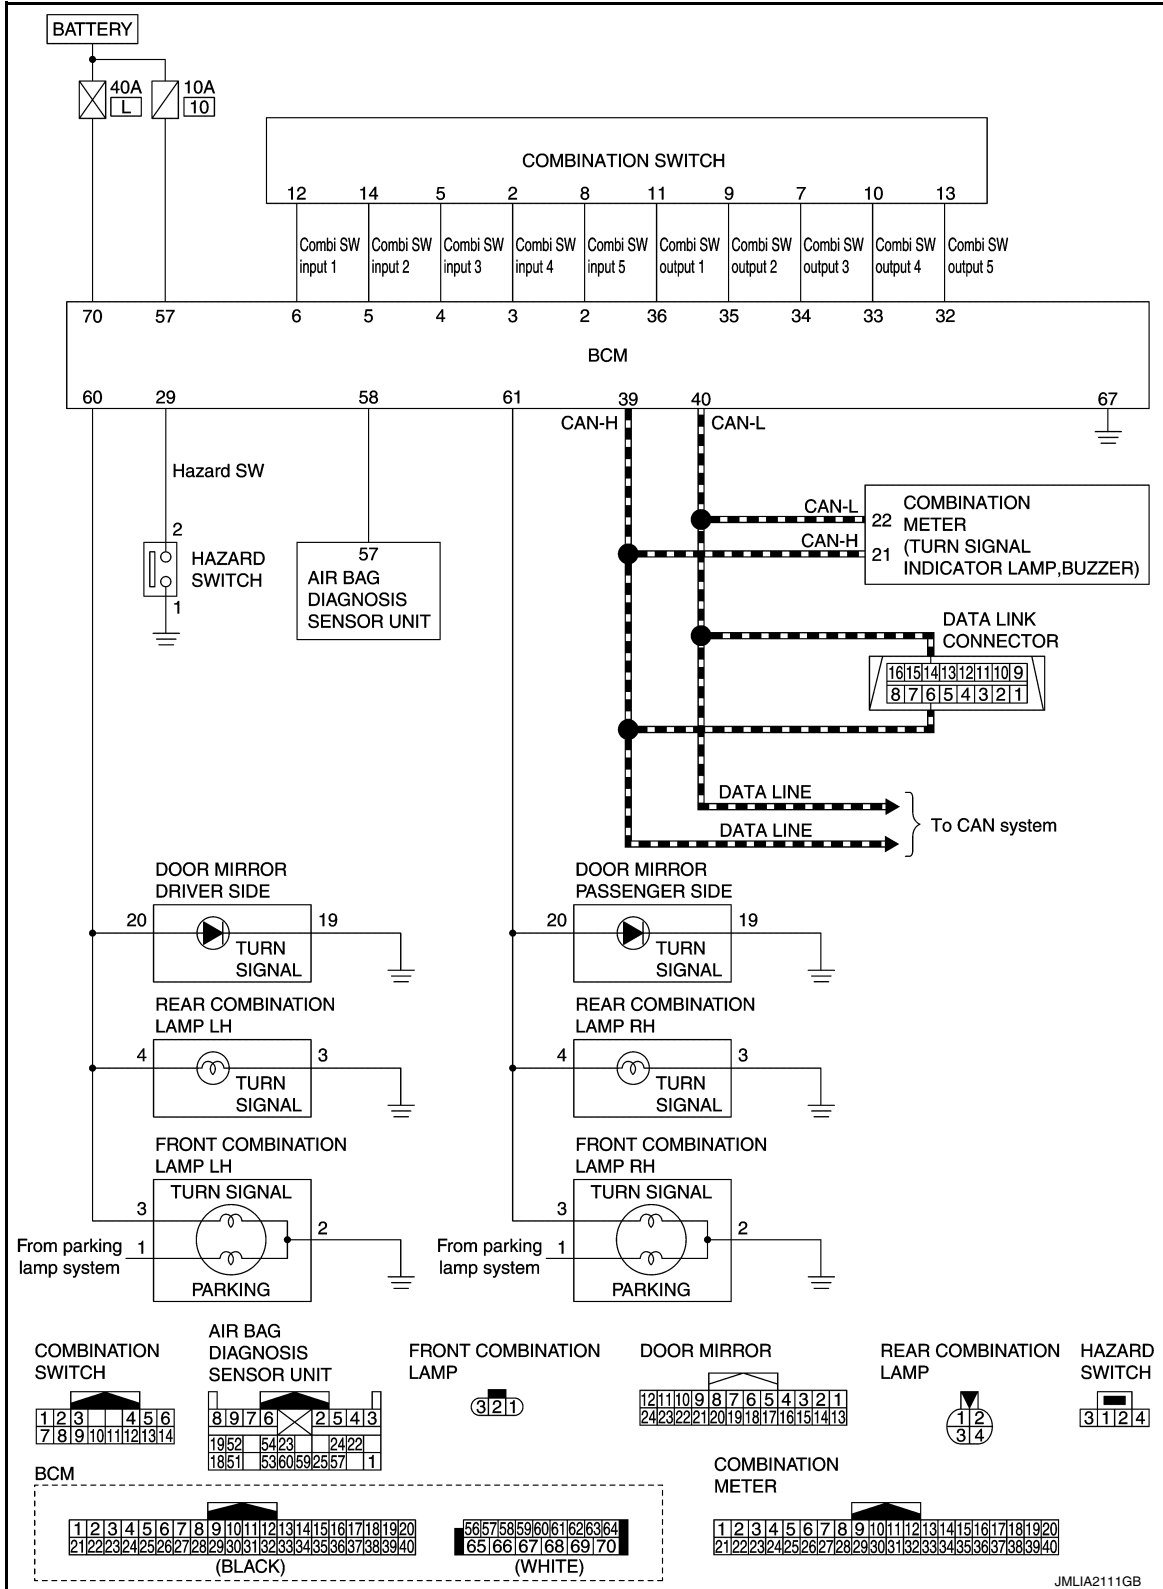 BATTERY
40A
L
10A
10
COMBINATION SWITCH
12 14 5 2 8 11 9 7 10 13
Combi SW input 1
Combi SW input 2
Combi SW input 3
Combi SW input 4
Combi SW input 5
Combi SW output 1
Combi SW output 2
Combi SW output 3
Combi SW output 4
Combi SW output 5
70 57 6 5 4 3 2 36 35 34 33 32
BCM
60 29 58 61 39 40 67
CAN-H
CAN-L
Hazard SW
2
HAZARD
SWITCH
1
57
AIR BAG
DIAGNOSIS
SENSOR UNIT
CAN-L
22
CAN-H
21
COMBINATION
METER
(TURN SIGNAL
INDICATOR LAMP,BUZZER)
DATA LINK
CONNECTOR
16 15 14 13 12 11 10 9
8 7 6 5 4 3 2 1
DATA LINE
DATA LINE
To CAN system
DOOR MIRROR
DRIVER SIDE
20
19
TURN
SIGNAL
DOOR MIRROR
PASSENGER SIDE
20
19
TURN
SIGNAL
REAR COMBINATION
LAMP LH
4
3
TURN
SIGNAL
REAR COMBINATION
LAMP RH
4
3
TURN
SIGNAL
FRONT COMBINATION
LAMP LH
TURN SIGNAL
3
2
From parking
lamp system
1
PARKING
FRONT COMBINATION
LAMP RH
TURN SIGNAL
3
2
From parking
lamp system
1
PARKING
COMBINATION
SWITCH
1 2 3 4 5 6
7 8 9 10 11 12 13 14
AIR BAG
DIAGNOSIS
SENSOR UNIT
8 9 7 6 2 5 4 3
19 52 54 23 24 22
18 51 53 60 59 25 57 1
FRONT COMBINATION
LAMP
3 2 1
DOOR MIRROR
12 11 10 9 8 7 6 5 4 3 2 1
24 23 22 21 20 19 18 17 16 15 14 13
REAR COMBINATION
LAMP
1 2
3 4
HAZARD
SWITCH
3 1 2 4
BCM
1 2 3 4 5 6 7 8 9 10 11 12 13 14 15 16 17 18 19 20
21 22 23 24 25 26 27 28 29 30 31 32 33 34 35 36 37 38 39 40
(BLACK)
56 57 58 59 60 61 62 63 64
65 66 67 68 69 70
(WHITE)
COMBINATION
METER
1 2 3 4 5 6 7 8 9 10 11 12 13 14 15 16 17 18 19 20
21 22 23 24 25 26 27 28 29 30 31 32 33 34 35 36 37 38 39 40
JMLIA2111GB